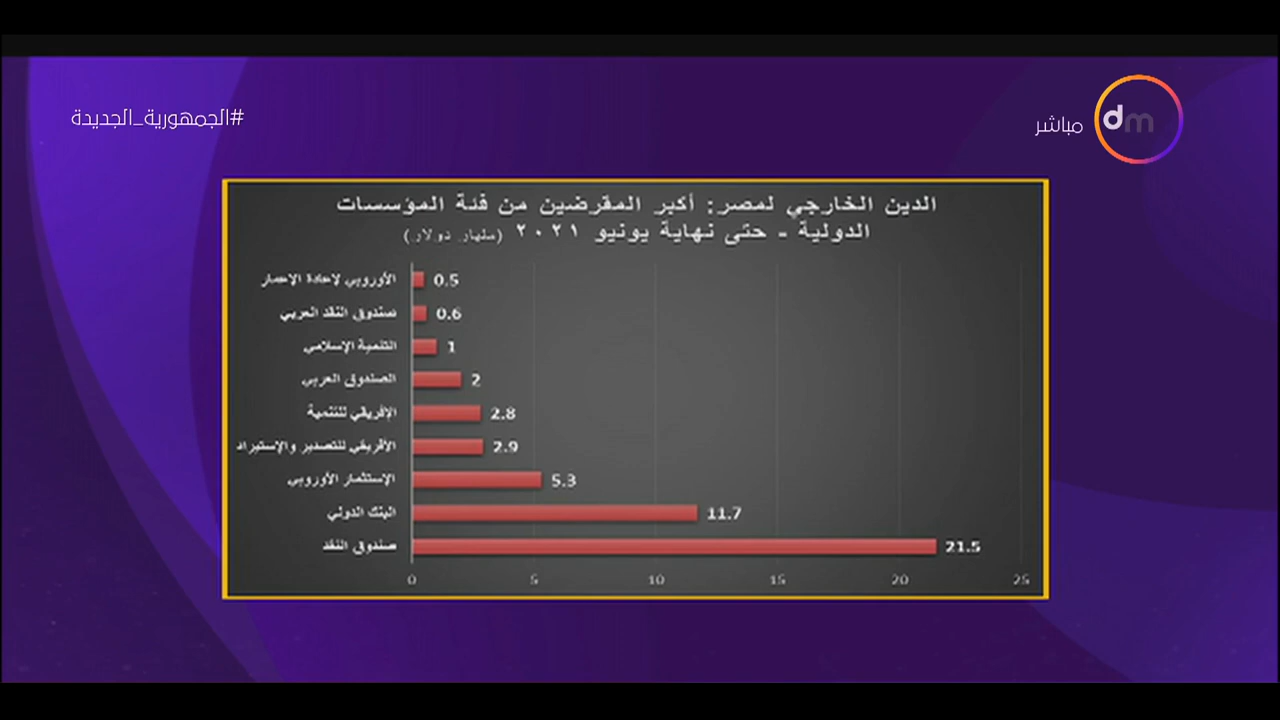 #الجمهورية_الجديدة
مباشر
dm
الدين الخارجي لمصر: أكبر المقرضين من فئة المؤسسات
الدولية - حتى نهاية يونيو ٢٠٢١ (مليار دولار)
الأوروبي لإعادة الإعمار 0.5
صندوق النقد العربي 0.6
التنمية الإسلامي 1
الصندوق العربي 2
الإفريقي للتنمية 2.8
الأفريقي للتصدير والإستيراد 2.9
الإستثمار الأوروبي 5.3
البنك الدولي 11.7
صندوق النقد 21.5
0 5 10 15 20 25